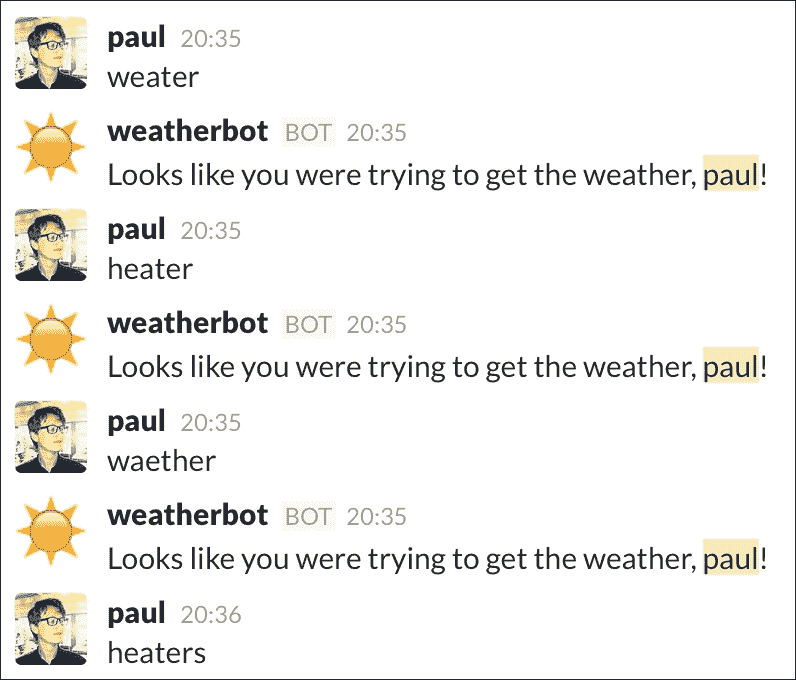 paul 20:35
weater
weatherbot BOT 20:35
Looks like you were trying to get the weather, paul!
paul 20:35
heater
weatherbot BOT 20:35
Looks like you were trying to get the weather, paul!
paul 20:35
waether
weatherbot BOT 20:35
Looks like you were trying to get the weather, paul!
paul 20:36
heaters